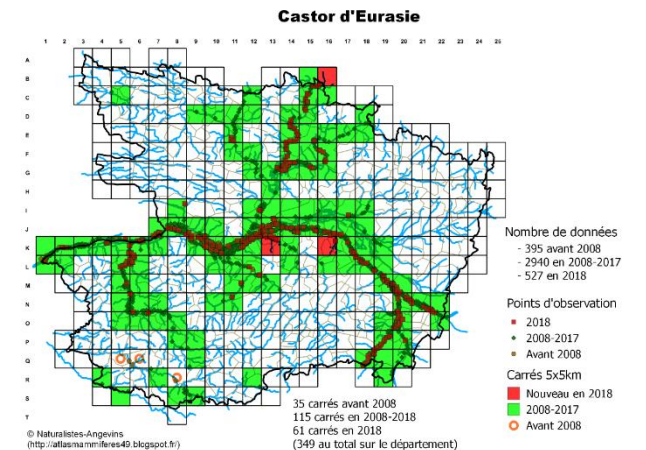 Castor d'Eurasie
1 2 3 4 5 6 7 8 9 10 11 12 13 14 15 16 17 18 19 20 21 22 23 24 25
A
B
C
D
E
F
G
H
I
J
K
L
M
N
O
P
Q
R
S
T
Nombre de données
- 395 avant 2008
- 2940 en 2008-2017
- 527 en 2018
Points d'observation
2018
2008-2017
Avant 2008
Carrés 5x5km
Nouveau en 2018
2008-2017
Avant 2008
35 carrés avant 2008
115 carrés en 2008-2018
61 carrés en 2018
(349 au total sur le département)
© Naturalistes-Angevins
(http://atlasmammiferes49.blogspot.fr/)